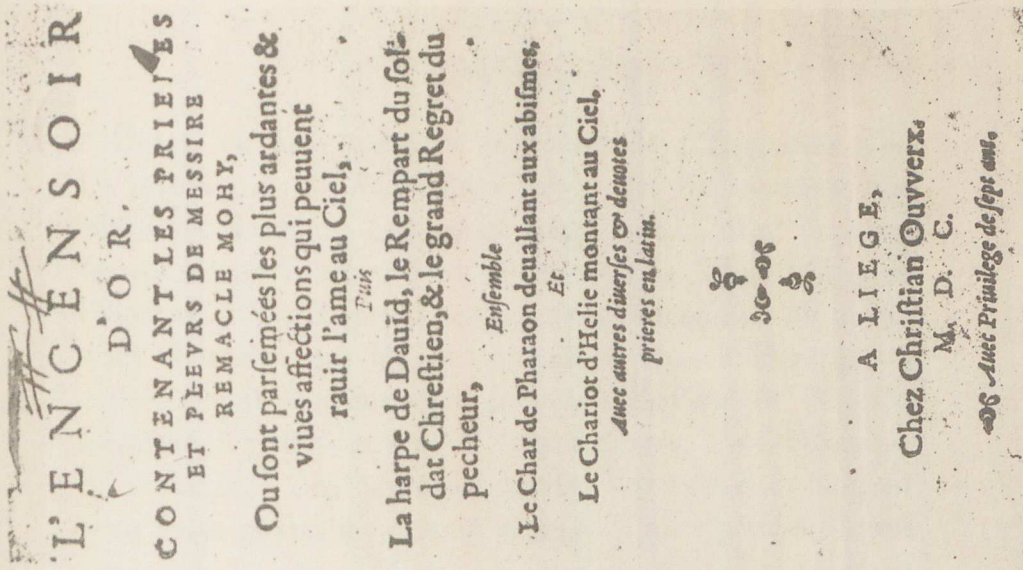 L'ENCENSOIR
D'OR,
CONTENANT LES PRIERES
ET PLEVRS DE MESSIRE
REMACLE MOHY,
Ou ſont parſemées les plus ardantes &
viues affections qui peuuent
rauir l'ame au Ciel,
Puis
La harpe de Dauid, le Rempart du ſol-
dat Chreſtien, & le grand Regret du
pecheur,
Enſemble
Le Char de Pharaon deuallant aux abiſmes,
Et
Le Chariot d'Helie montant au Ciel,
Auec autres diuerſes & deuotes
prieres en latin.
A LIEGE,
Chez Chriſtian Ouvverx.
M. D. C.
Auec Priuilege de ſept ans.